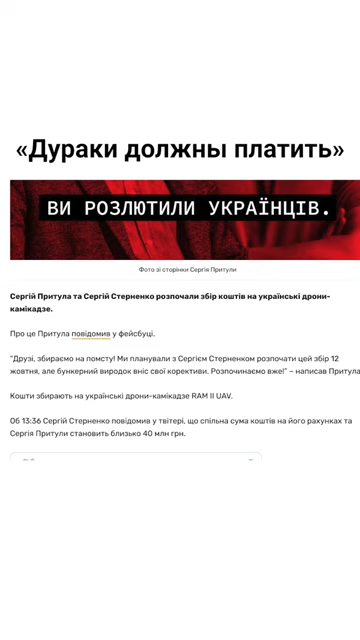 «Дураки должны платить»
ВИ РОЗЛЮТИЛИ УКРАЇНЦІВ.
Фото зі сторінки Сергія Притули
Сергій Притула та Сергій Стерненко розпочали збір коштів на українські дрони-
камікадзе.
Про це Притула повідомив у фейсбуці.
"Друзі, збираємо на помсту! Ми планували з Сергієм Стерненком розпочати цей збір 12
жовтня, але бункерний виродок вніс свої корективи. Розпочинаємо вже!" – написав Притула
Кошти збирають на українські дрони-камікадзе RAM II UAV.
Об 13:36 Сергій Стерненко повідомив у твітері, що спільна сума коштів на його рахунках та
Сергія Притули становить близько 40 млн грн.